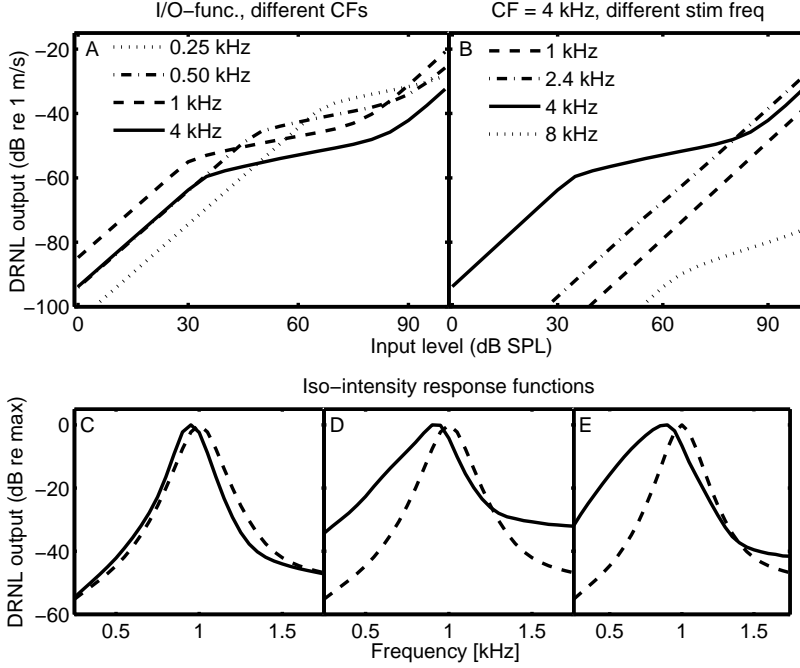 I/O−func., different CFs
CF = 4 kHz, different stim freq
DRNL output (dB re 1 m/s)
−20
−40
−60
−80
−100
A
0.25 kHz
0.50 kHz
1 kHz
4 kHz
B
1 kHz
2.4 kHz
4 kHz
8 kHz
0 30 60 90 0 30 60 90
Input level (dB SPL)
Iso−intensity response functions
DRNL output (dB re max)
0
−20
−40
−60
C D E
0.5 1 1.5 0.5 1 1.5 0.5 1 1.5
Frequency [kHz]